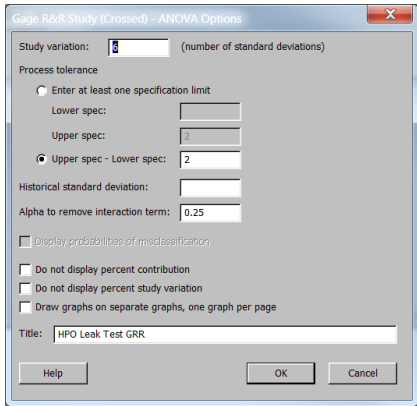 Gage R&R Study (Crossed) - ANOVA Options
Study variation: 6 (number of standard deviations)
Process tolerance
Enter at least one specification limit
Lower spec:
Upper spec: 2
Upper spec - Lower spec: 2
Historical standard deviation:
Alpha to remove interaction term: 0.25
Display probabilities of misclassification
Do not display percent contribution
Do not display percent study variation
Draw graphs on separate graphs, one graph per page
Title: HPO Leak Test GRR
Help OK Cancel